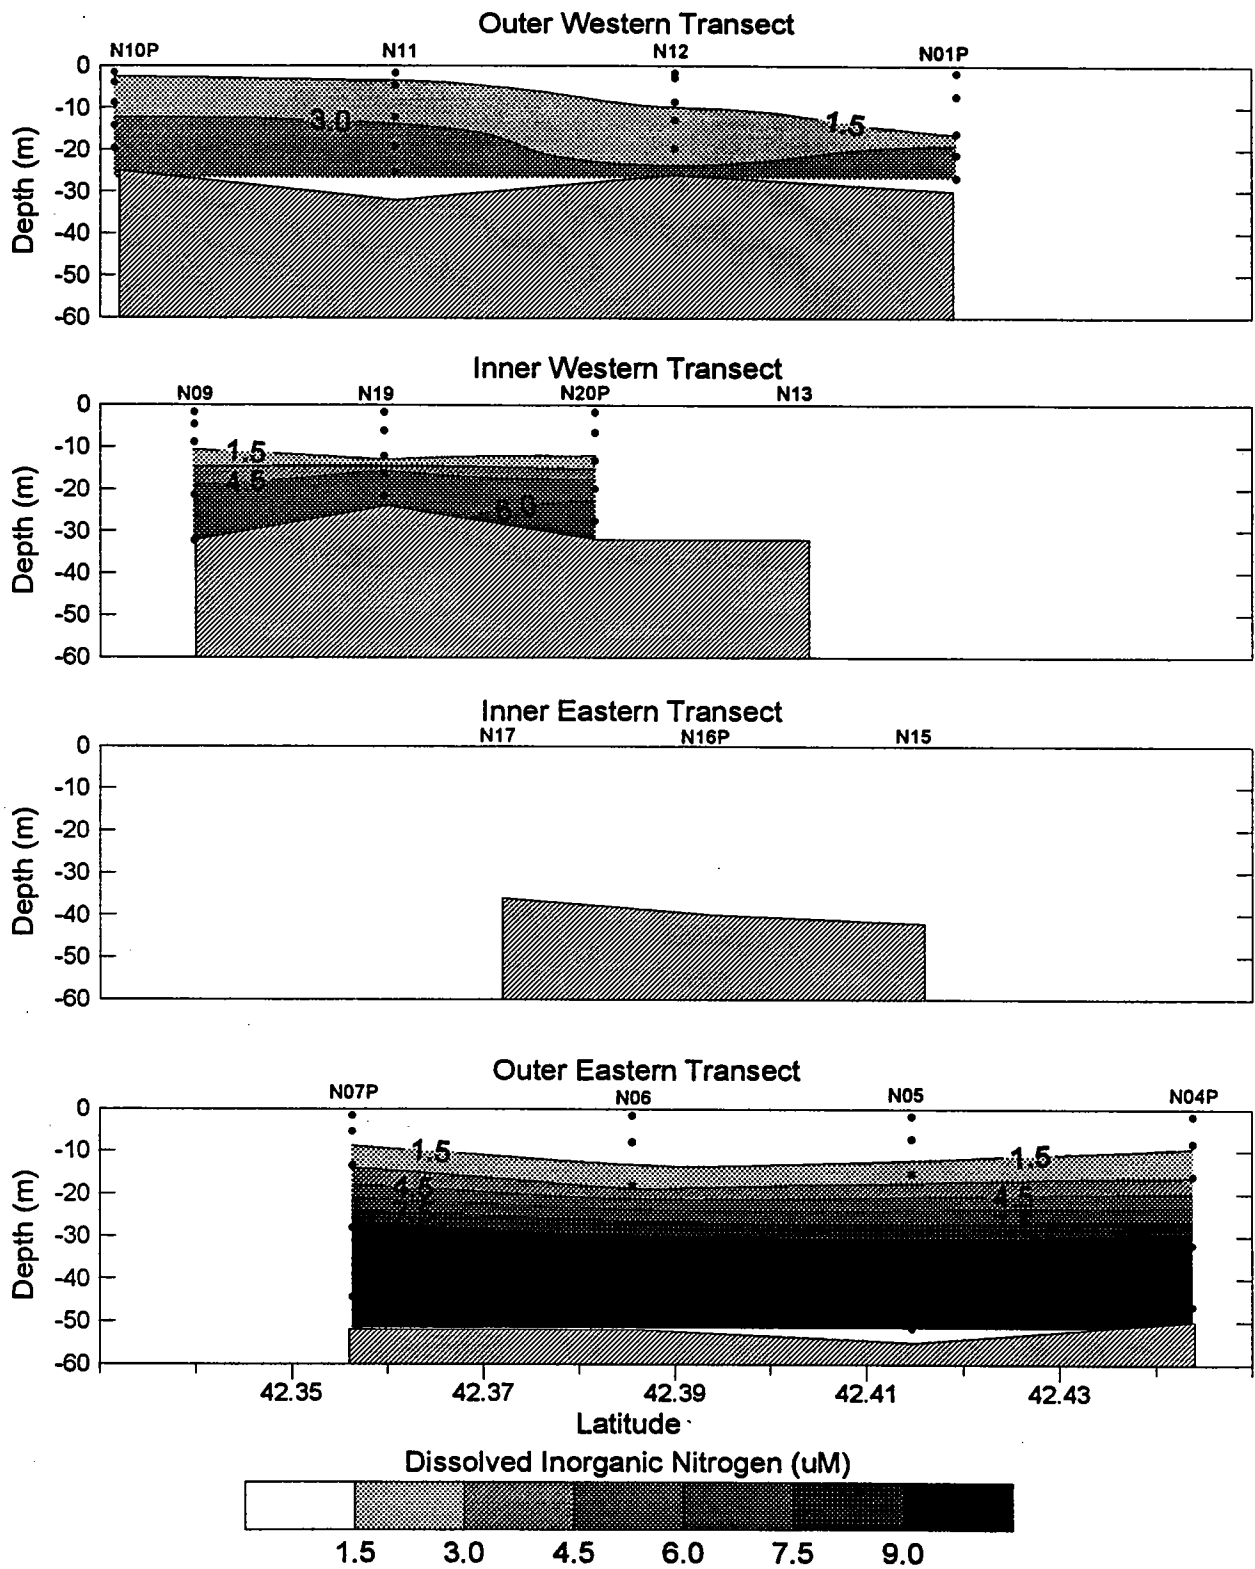 Outer Western Transect
N10P N11 N12 N01P
0
-10
-20
-30
-40
-50
-60
Depth (m)
3.0
1.5
Inner Western Transect
N09 N19 N20P N13
0
-10
-20
-30
-40
-50
-60
Depth (m)
1.5
4.5
6.0
Inner Eastern Transect
N17 N16P N15
0
-10
-20
-30
-40
-50
-60
Depth (m)
Outer Eastern Transect
N07P N06 N05 N04P
0
-10
-20
-30
-40
-50
-60
Depth (m)
1.5
1.5
4.5
4.5
42.35 42.37 42.39 42.41 42.43
Latitude
Dissolved Inorganic Nitrogen (uM)
1.5 3.0 4.5 6.0 7.5 9.0